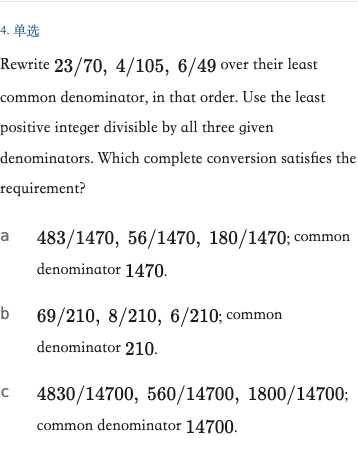 4. 单选
Rewrite 23/70, 4/105, 6/49 over their least
common denominator, in that order. Use the least
positive integer divisible by all three given
denominators. Which complete conversion satisfies the
requirement?
a 483/1470, 56/1470, 180/1470; common
denominator 1470.
b 69/210, 8/210, 6/210; common
denominator 210.
c 4830/14700, 560/14700, 1800/14700;
common denominator 14700.